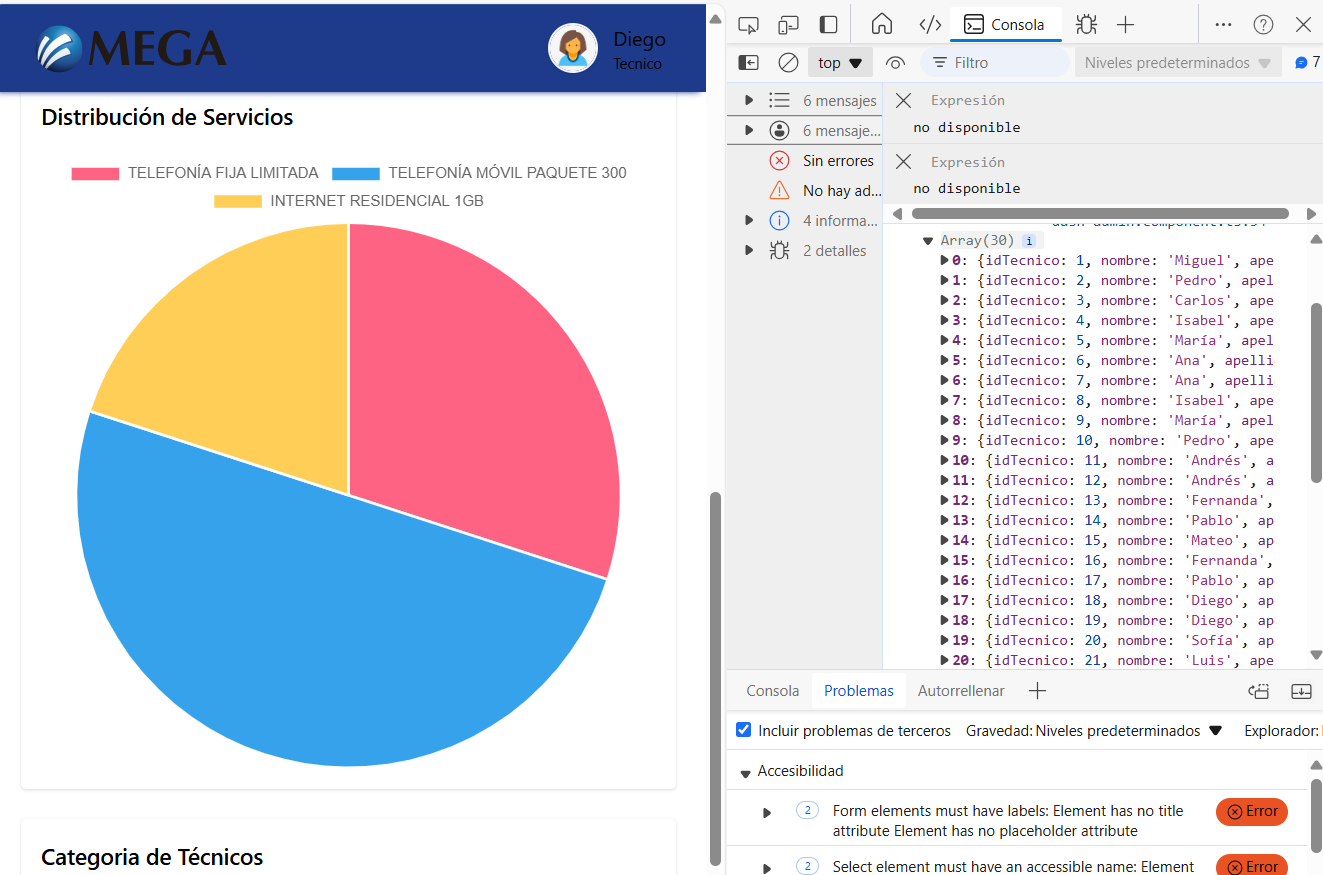 MEGA
Diego
Tecnico
Distribución de Servicios
TELEFONÍA FIJA LIMITADA
TELEFONÍA MÓVIL PAQUETE 300
INTERNET RESIDENCIAL 1GB
Categoria de Técnicos
Consola
top
Filtro
Niveles predeterminados
7
6 mensajes
6 mensaje...
Sin errores
No hay ad...
4 informa...
2 detalles
Expresión
no disponible
Expresión
no disponible
Array(30) i
0: {idTecnico: 1, nombre: 'Miguel', ape
1: {idTecnico: 2, nombre: 'Pedro', apel
2: {idTecnico: 3, nombre: 'Carlos', ape
3: {idTecnico: 4, nombre: 'Isabel', ape
4: {idTecnico: 5, nombre: 'María', apel
5: {idTecnico: 6, nombre: 'Ana', apelli
6: {idTecnico: 7, nombre: 'Ana', apelli
7: {idTecnico: 8, nombre: 'Isabel', ape
8: {idTecnico: 9, nombre: 'María', apel
9: {idTecnico: 10, nombre: 'Pedro', ape
10: {idTecnico: 11, nombre: 'Andrés', a
11: {idTecnico: 12, nombre: 'Andrés', a
12: {idTecnico: 13, nombre: 'Fernanda',
13: {idTecnico: 14, nombre: 'Pablo', ap
14: {idTecnico: 15, nombre: 'Mateo', ap
15: {idTecnico: 16, nombre: 'Fernanda',
16: {idTecnico: 17, nombre: 'Pablo', ap
17: {idTecnico: 18, nombre: 'Diego', ap
18: {idTecnico: 19, nombre: 'Diego', ap
19: {idTecnico: 20, nombre: 'Sofía', ap
20: {idTecnico: 21, nombre: 'Luis', ape
Consola Problemas Autorrellenar
Incluir problemas de terceros Gravedad: Niveles predeterminados Explorador:
Accesibilidad
2 Form elements must have labels: Element has no title Error
attribute Element has no placeholder attribute
2 Select element must have an accessible name: Element Error